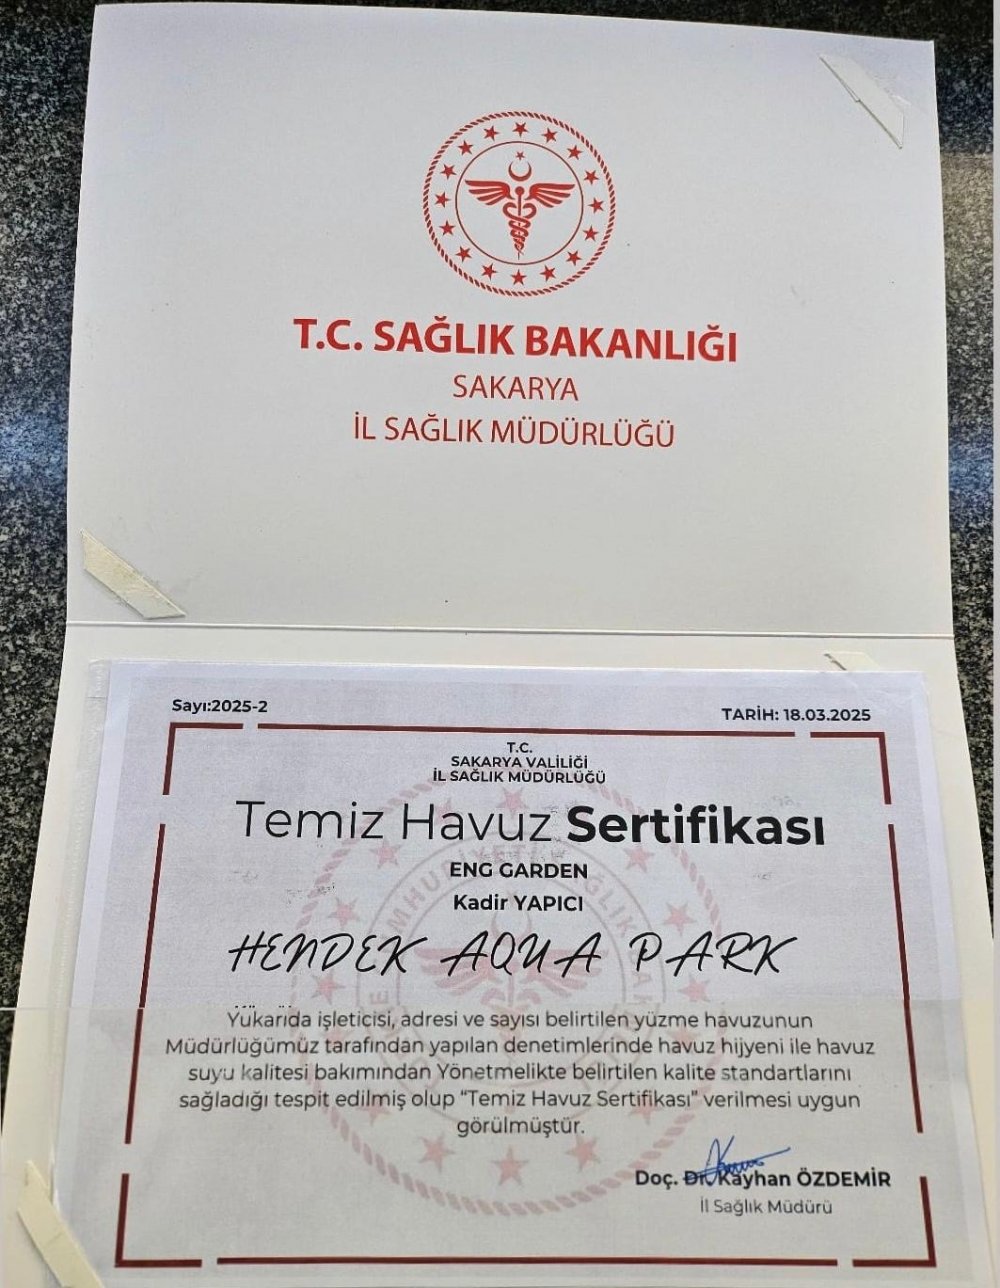 T.C. SAĞLIK BAKANLIĞI
SAKARYA
İL SAĞLIK MÜDÜRLÜĞÜ
Sayı:2025-2
TARİH: 18.03.2025
T.C.
SAKARYA VALİLİĞİ
İL SAĞLIK MÜDÜRLÜĞÜ
Temiz Havuz Sertifikası
ENG GARDEN
Kadir YAPICI
HENDEK AQUA PARK
Yukarıda işleticisi, adresi ve sayısı belirtilen yüzme havuzunun
Müdürlüğümüz tarafından yapılan denetimlerinde havuz hijyeni ile havuz
suyu kalitesi bakımından Yönetmelikte belirtilen kalite standartlarını
sağladığı tespit edilmiş olup "Temiz Havuz Sertifikası" verilmesi uygun
görülmüştür.
Doç. Dr. Kayhan ÖZDEMİR
İl Sağlık Müdürü